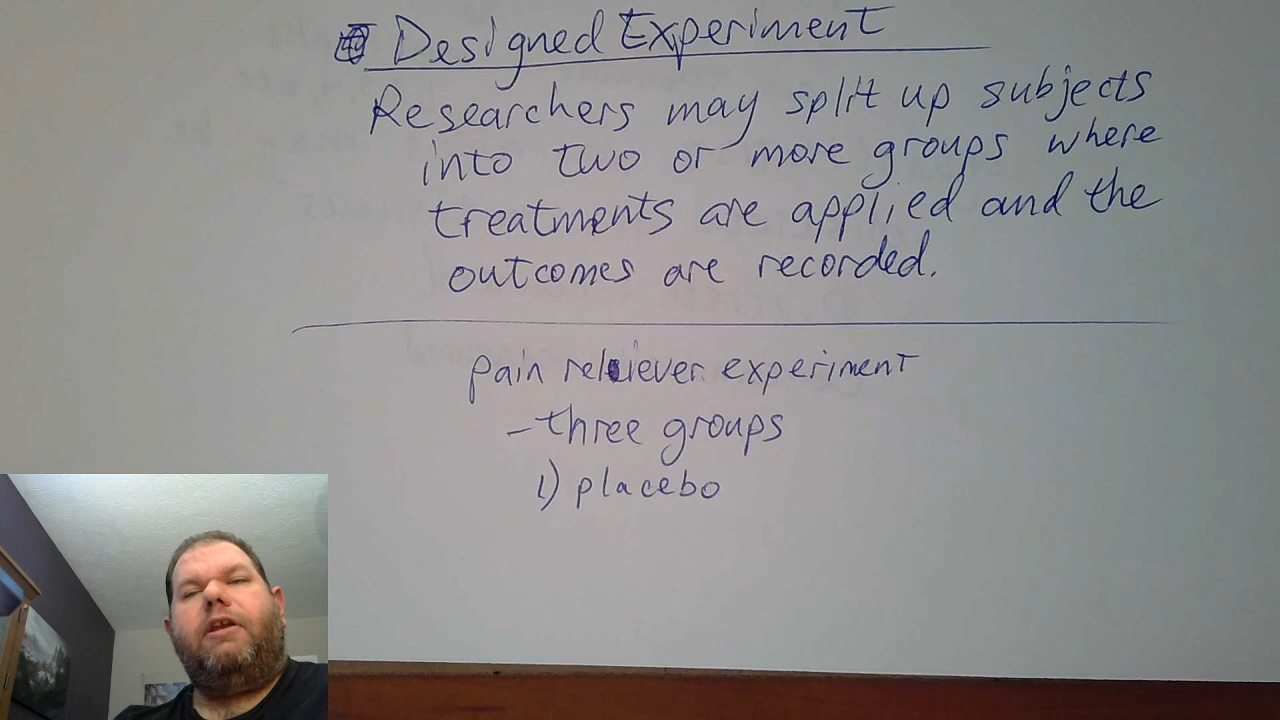 Designed Experiment
Researchers may split up subjects
into two or more groups where
treatments are applied and the
outcomes are recorded.
pain reliever experiment
- three groups
1) placebo